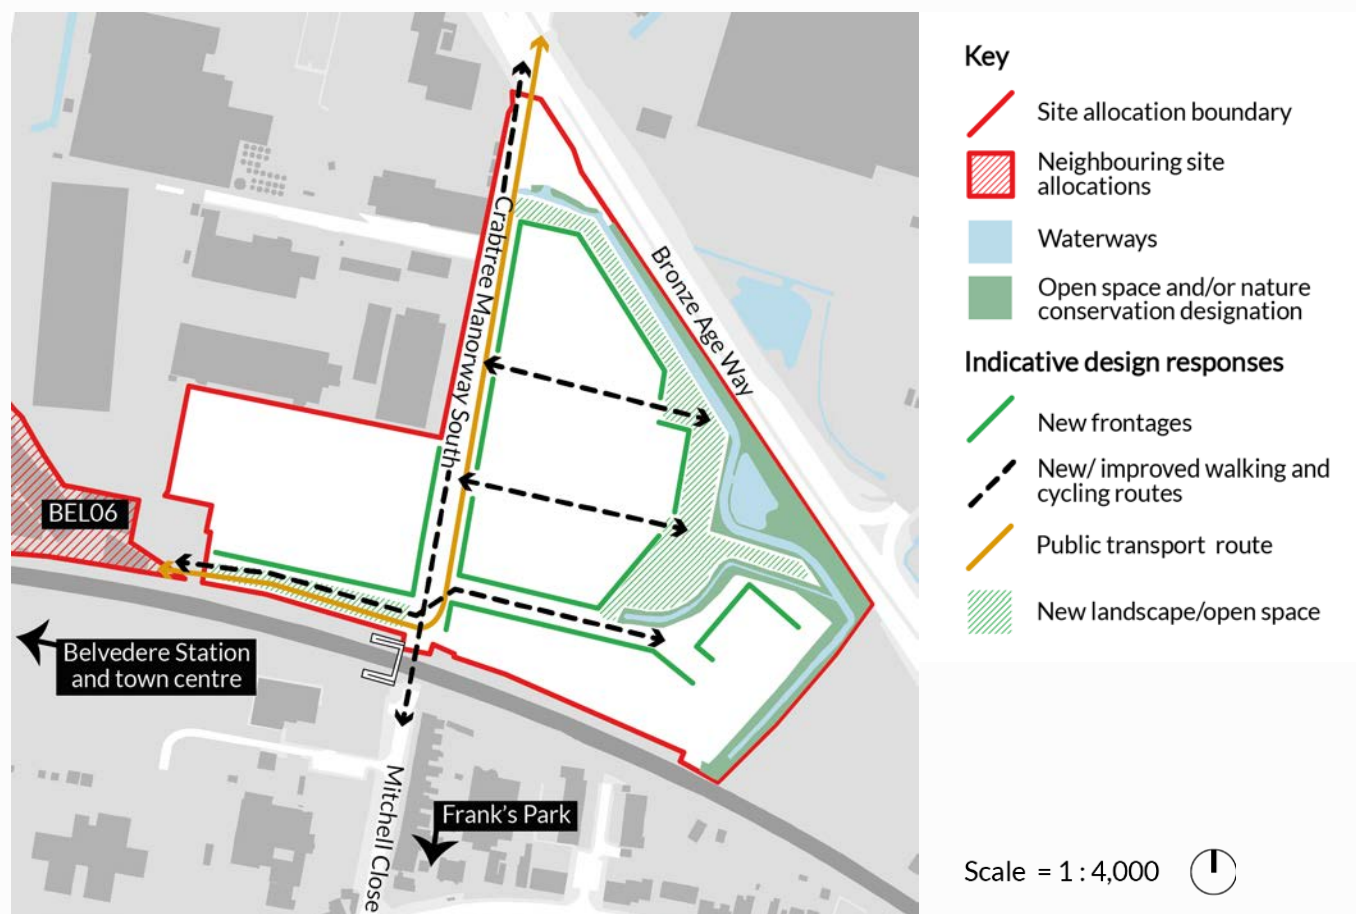 Crabtree Manorway South
Bronze Age Way
BEL06
Belvedere Station
and town centre
Mitchell Close
Frank's Park
Key
Site allocation boundary
Neighbouring site
allocations
Waterways
Open space and/or nature
conservation designation
Indicative design responses
New frontages
New/ improved walking and
cycling routes
Public transport route
New landscape/open space
Scale = 1 : 4,000